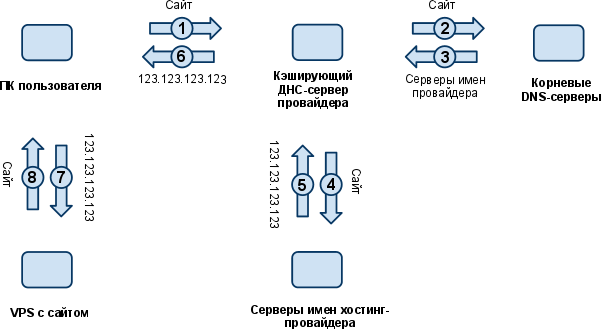 Сайт
1
6
123.123.123.123
Сайт
2
3
Серверы имен
провайдера
ПК пользователя
Кэширующий
ДНС-сервер
провайдера
Корневые
DNS-серверы
Сайт
8
7
123.123.123.123
123.123.123.123
5
4
Сайт
VPS с сайтом
Серверы имен хостинг-
провайдера